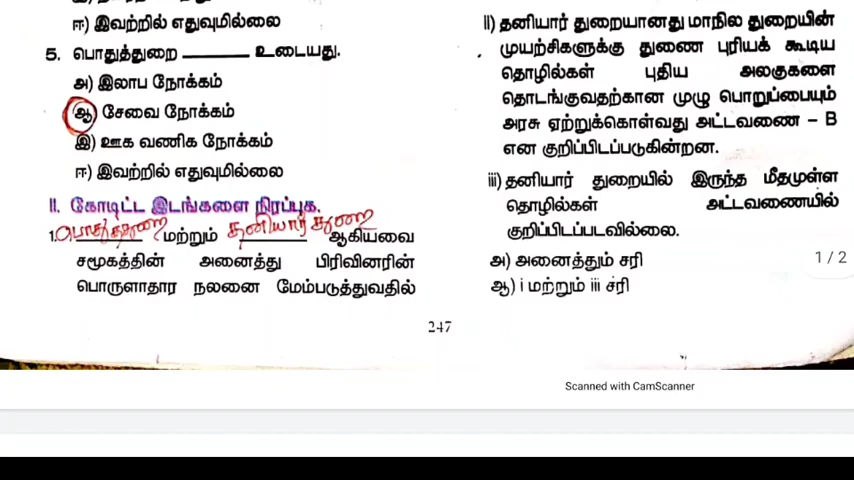 ஈ) இவற்றில் எதுவுமில்லை
5. பொதுத்துறை ________ உடையது.
அ) இலாப நோக்கம்
ஆ) சேவை நோக்கம்
இ) ஊக வணிக நோக்கம்
ஈ) இவற்றில் எதுவுமில்லை
II. கோடிட்ட இடங்களை நிரப்புக.
1. பொதுத்துறை மற்றும் தனியார் துறை ஆகியவை
சமூகத்தின் அனைத்து பிரிவினரின்
பொருளாதார நலனை மேம்படுத்துவதில்
ii) தனியார் துறையானது மாநில துறையின்
முயற்சிகளுக்கு துணை புரியக் கூடிய
தொழில்கள் புதிய அலகுகளை
தொடங்குவதற்கான முழு பொறுப்பையும்
அரசு ஏற்றுக்கொள்வது அட்டவணை – B
என குறிப்பிடப்படுகின்றன.
iii) தனியார் துறையில் இருந்த மீதமுள்ள
தொழில்கள் அட்டவணையில்
குறிப்பிடப்படவில்லை.
அ) அனைத்தும் சரி
ஆ) i மற்றும் iii சரி
1 / 2
247
Scanned with CamScanner